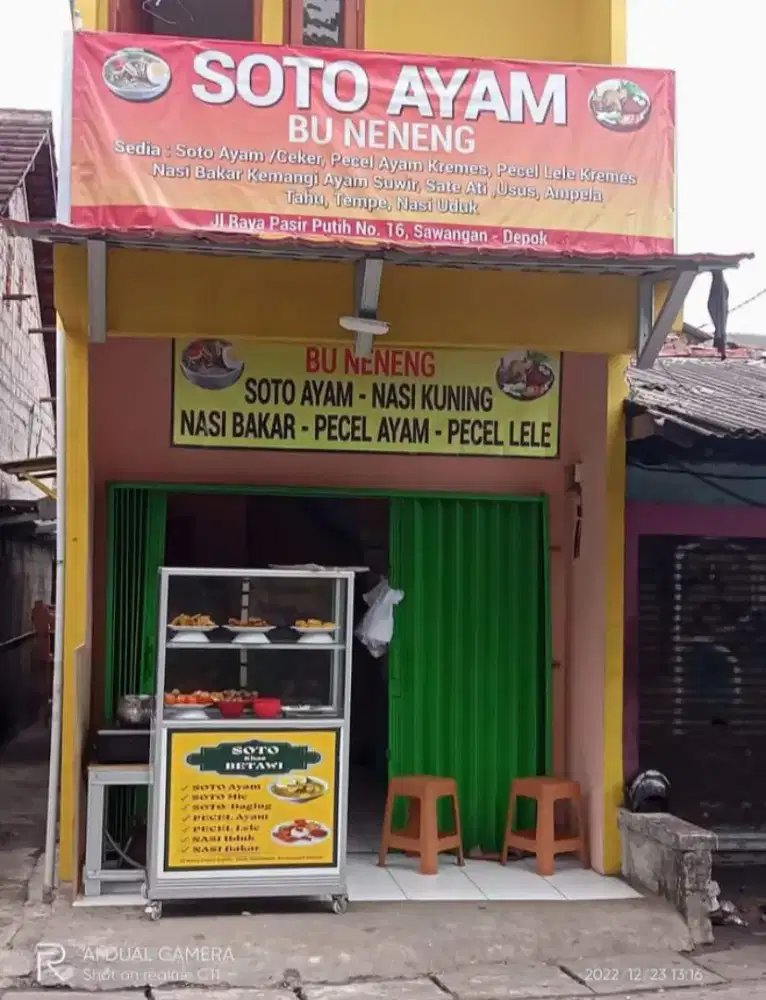 SOTO AYAM
BU NENENG
Sedia : Soto Ayam /Ceker, Pecel Ayam Kremes, Pecel Lele Kremes
Nasi Bakar Kemangi Ayam Suwir, Sate Ati ,Usus, Ampela
Tahu, Tempe, Nasi Uduk
Jl Raya Pasir Putih No. 16, Sawangan - Depok
BU NENENG
SOTO AYAM - NASI KUNING
NASI BAKAR - PECEL AYAM - PECEL LELE
SOTO
Khas
BETAWI
SOTO Ayam
SOTO Mie
SOTO Daging
PECEL Ayam
PECEL Lele
NASI Uduk
NASI Bakar
R
AI DUAL CAMERA
Shot on realme C11
2022/12/23 13:16